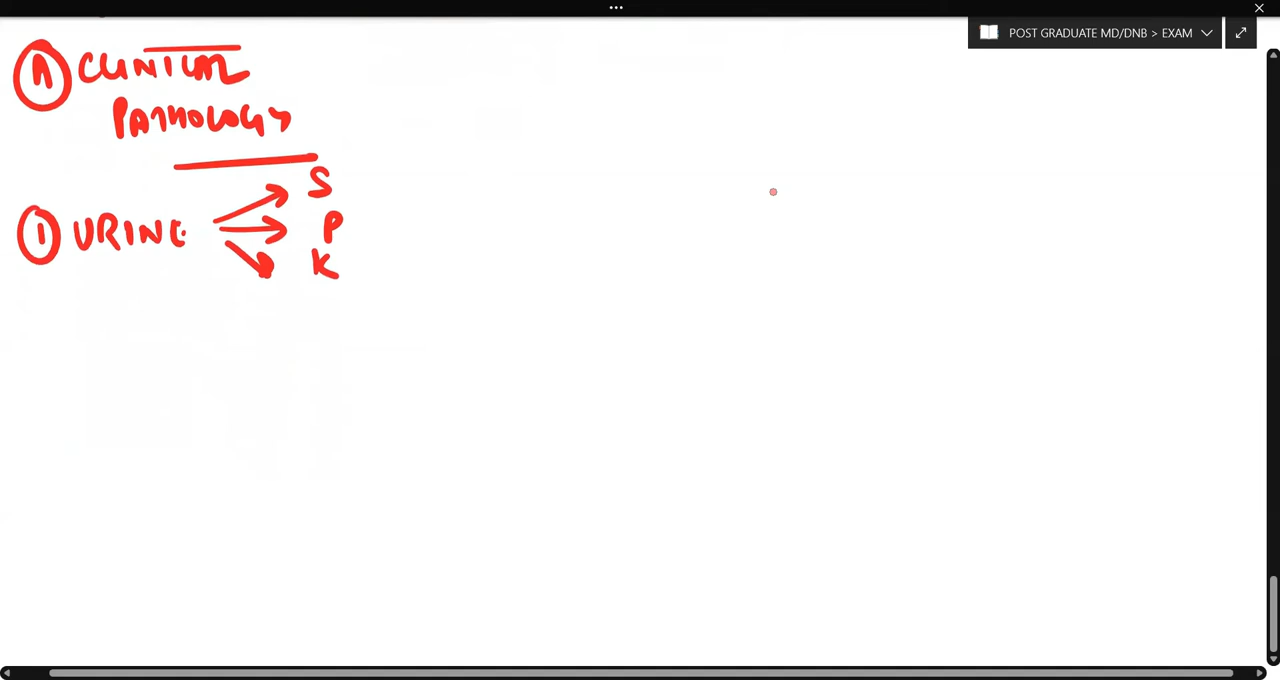 POST GRADUATE MD/DNB > EXAM
A CLINICAL
PATHOLOGY
1 URINE
S
P
K